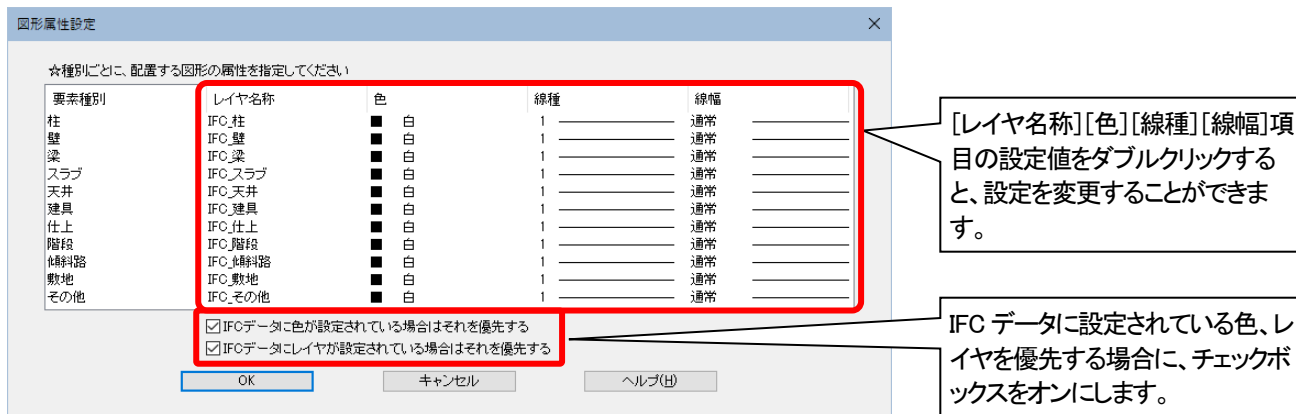 図形属性設定
☆種別ごとに、配置する図形の属性を指定してください
要素種別 レイヤ名称 色 線種 線幅
柱 IFC_柱 白 1 通常
壁 IFC_壁 白 1 通常
梁 IFC_梁 白 1 通常
スラブ IFC_スラブ 白 1 通常
天井 IFC_天井 白 1 通常
建具 IFC_建具 白 1 通常
仕上 IFC_仕上 白 1 通常
階段 IFC_階段 白 1 通常
傾斜路 IFC_傾斜路 白 1 通常
敷地 IFC_敷地 白 1 通常
その他 IFC_その他 白 1 通常
IFCデータに色が設定されている場合はそれを優先する
IFCデータにレイヤが設定されている場合はそれを優先する
OK キャンセル ヘルプ(H)
[レイヤ名称][色][線種][線幅]項
目の設定値をダブルクリックする
と、設定を変更することができま
す。
IFC データに設定されている色、レ
イヤを優先する場合に、チェックボ
ックスをオンにします。